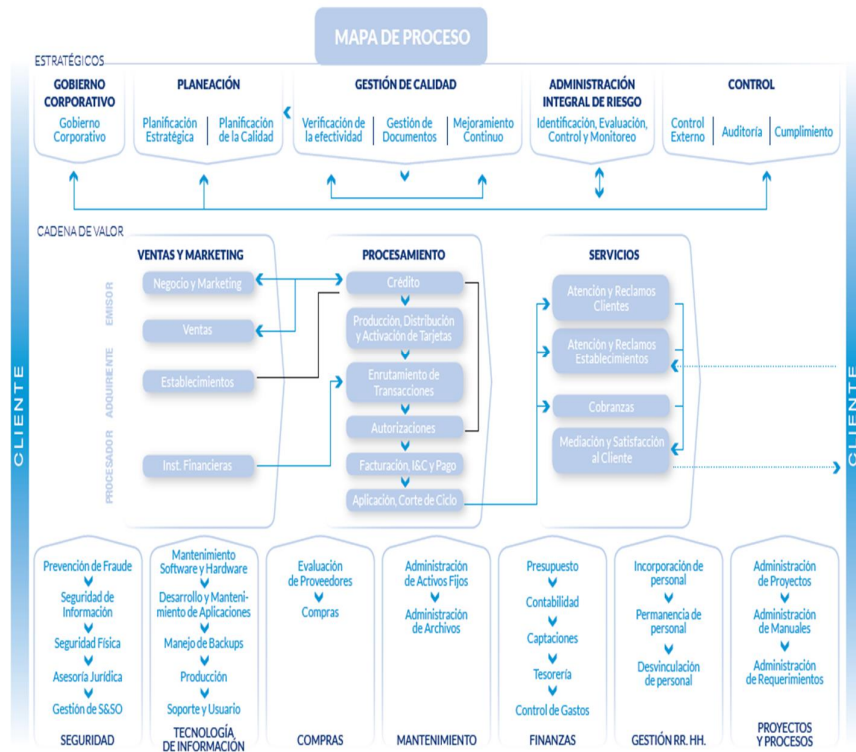 MAPA DE PROCESO
ESTRATÉGICOS
GOBIERNO
CORPORATIVO
Gobierno
Corporativo
PLANEACIÓN
Planificación
Estratégica
Planificación
de la Calidad
GESTIÓN DE CALIDAD
Verificación de
la efectividad
Gestión de
Documentos
Mejoramiento
Continuo
ADMINISTRACIÓN
INTEGRAL DE RIESGO
Identificación, Evaluación,
Control y Monitoreo
CONTROL
Control
Externo
Auditoría
Cumplimiento
CADENA DE VALOR
CLIENTE
EMISOR
ADQUIRIENTE
PROCESADOR
VENTAS Y MARKETING
Negocio y Marketing
Ventas
Establecimientos
Inst. Financieras
PROCESAMIENTO
Crédito
Producción, Distribución
y Activación de Tarjetas
Enrutamiento de
Transacciones
Autorizaciones
Facturación, I&C y Pago
Aplicación, Corte de Ciclo
SERVICIOS
Atención y Reclamos
Clientes
Atención y Reclamos
Establecimientos
Cobranzas
Mediación y Satisfacción
al Cliente
CLIENTE
Prevención de Fraude
Seguridad de
Información
Seguridad Física
Asesoría Jurídica
Gestión de S&SO
SEGURIDAD
Mantenimiento
Software y Hardware
Desarrollo y Manteni-
miento de Aplicaciones
Manejo de Backups
Producción
Soporte y Usuario
TECNOLOGÍA
DE INFORMACIÓN
Evaluación
de Proveedores
Compras
COMPRAS
Administración
de Activos Fijos
Administración
de Archivos
MANTENIMIENTO
Presupuesto
Contabilidad
Captaciones
Tesorería
Control de Gastos
FINANZAS
Incorporación de
personal
Permanencia de
personal
Desvinculación
de personal
GESTIÓN RR. HH.
Administración
de Proyectos
Administración
de Manuales
Administración
de Requerimientos
PROYECTOS
Y PROCESOS